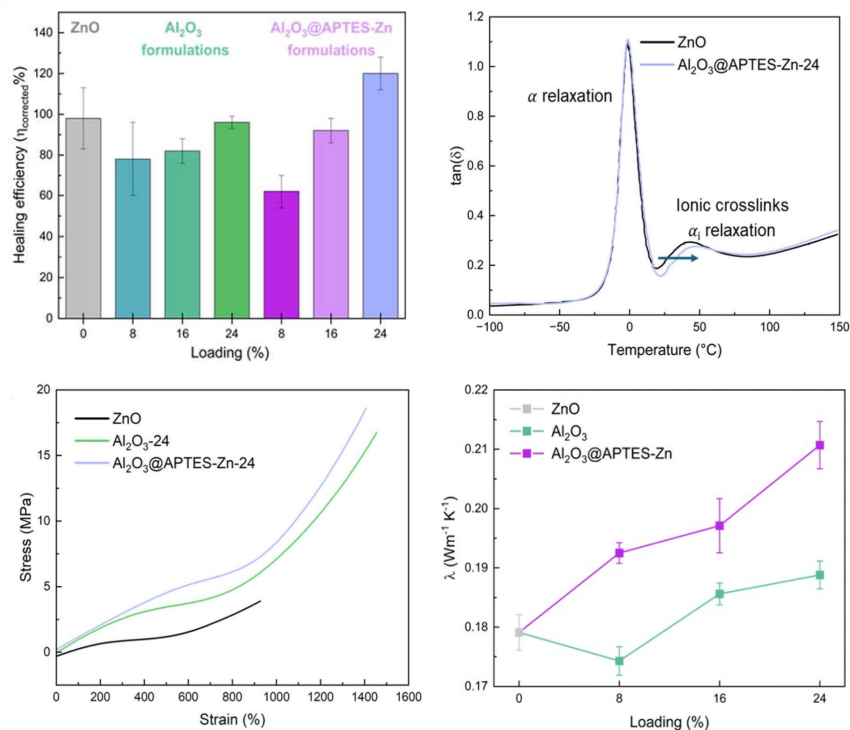 ZnO
Al₂O₃
formulations
Al₂O₃@APTES-Zn
formulations
Healing efficiency (ηcorrected%)
140
120
100
80
60
40
20
0
0
8
16
24
8
16
24
Loading (%)
ZnO
Al₂O₃@APTES-Zn-24
α relaxation
Ionic crosslinks
αi relaxation
tan(δ)
1.2
1.0
0.8
0.6
0.4
0.2
0.0
−100
−50
0
50
100
150
Temperature (°C)
ZnO
Al₂O₃-24
Al₂O₃@APTES-Zn-24
Stress (MPa)
20
15
10
5
0
0
200
400
600
800
1000
1200
1400
1600
Strain (%)
ZnO
Al₂O₃
Al₂O₃@APTES-Zn
λ (Wm⁻¹ K⁻¹)
0.22
0.21
0.20
0.19
0.18
0.17
0
8
16
24
Loading (%)